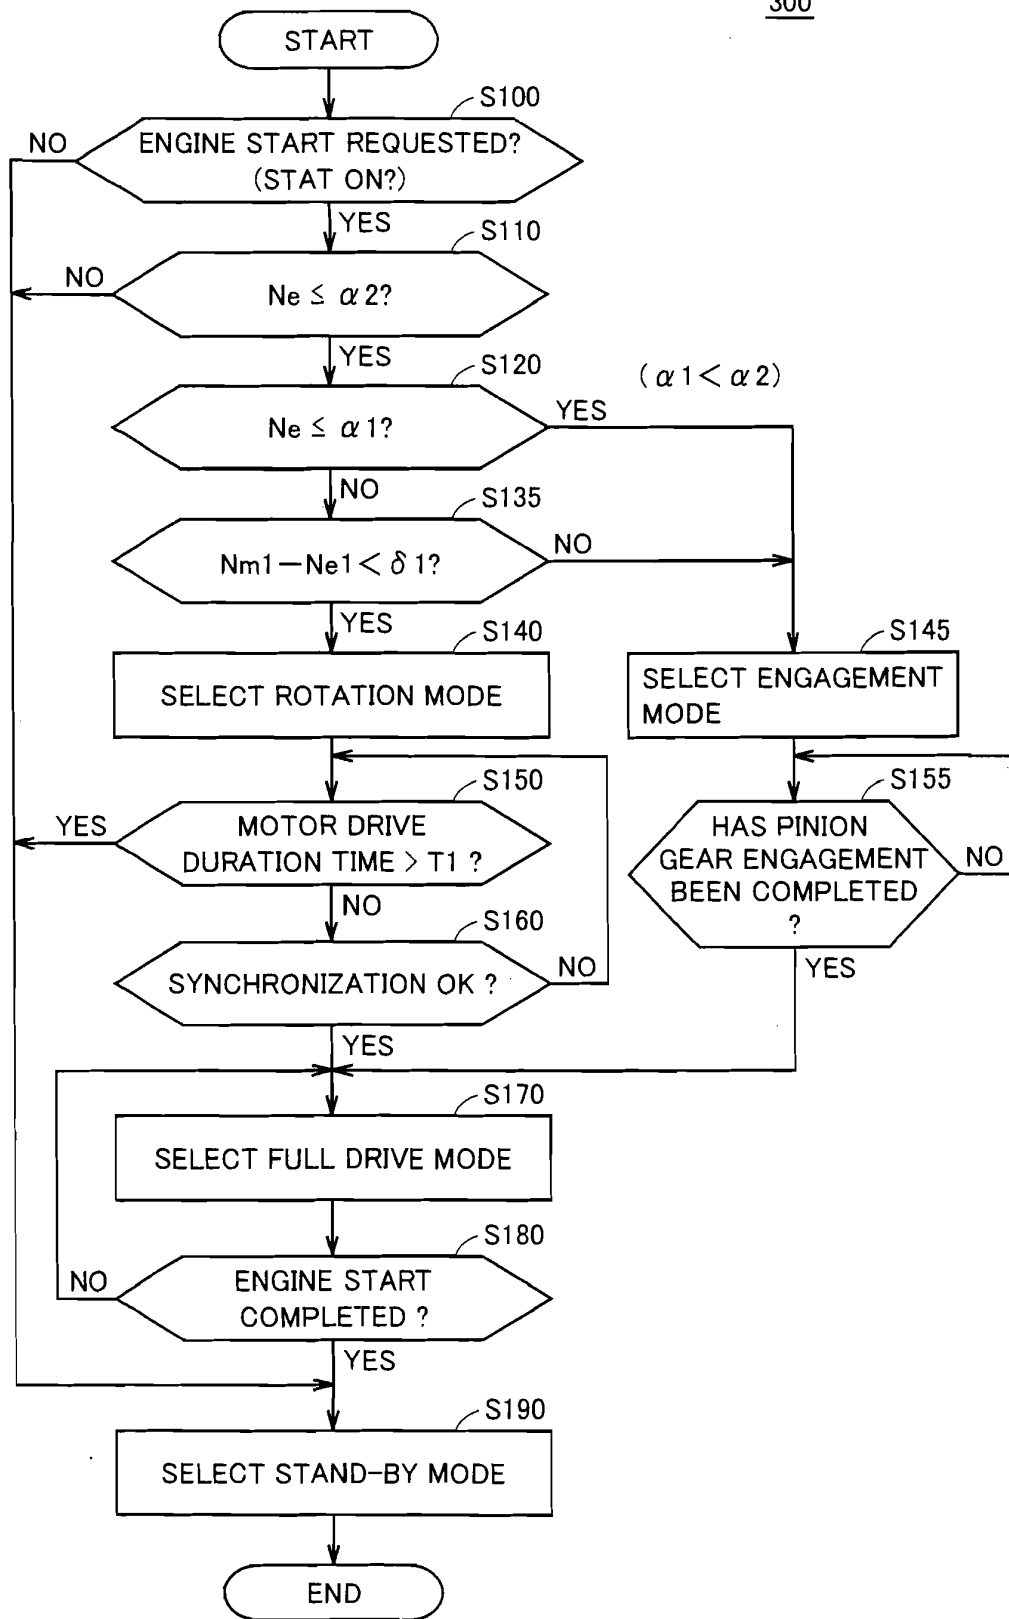 300
START
S100
NO
ENGINE START REQUESTED?
(STAT ON?)
YES
S110
NO
Ne ≤ α2?
YES
S120
(α1<α2)
Ne ≤ α1?
YES
NO
S135
Nm1−Ne1<δ1?
NO
YES
S140
SELECT ROTATION MODE
S145
SELECT ENGAGEMENT
MODE
S150
YES
MOTOR DRIVE
DURATION TIME > T1 ?
NO
S155
HAS PINION
GEAR ENGAGEMENT
BEEN COMPLETED
?
NO
YES
S160
SYNCHRONIZATION OK ?
NO
YES
S170
SELECT FULL DRIVE MODE
S180
NO
ENGINE START
COMPLETED ?
YES
S190
SELECT STAND-BY MODE
END